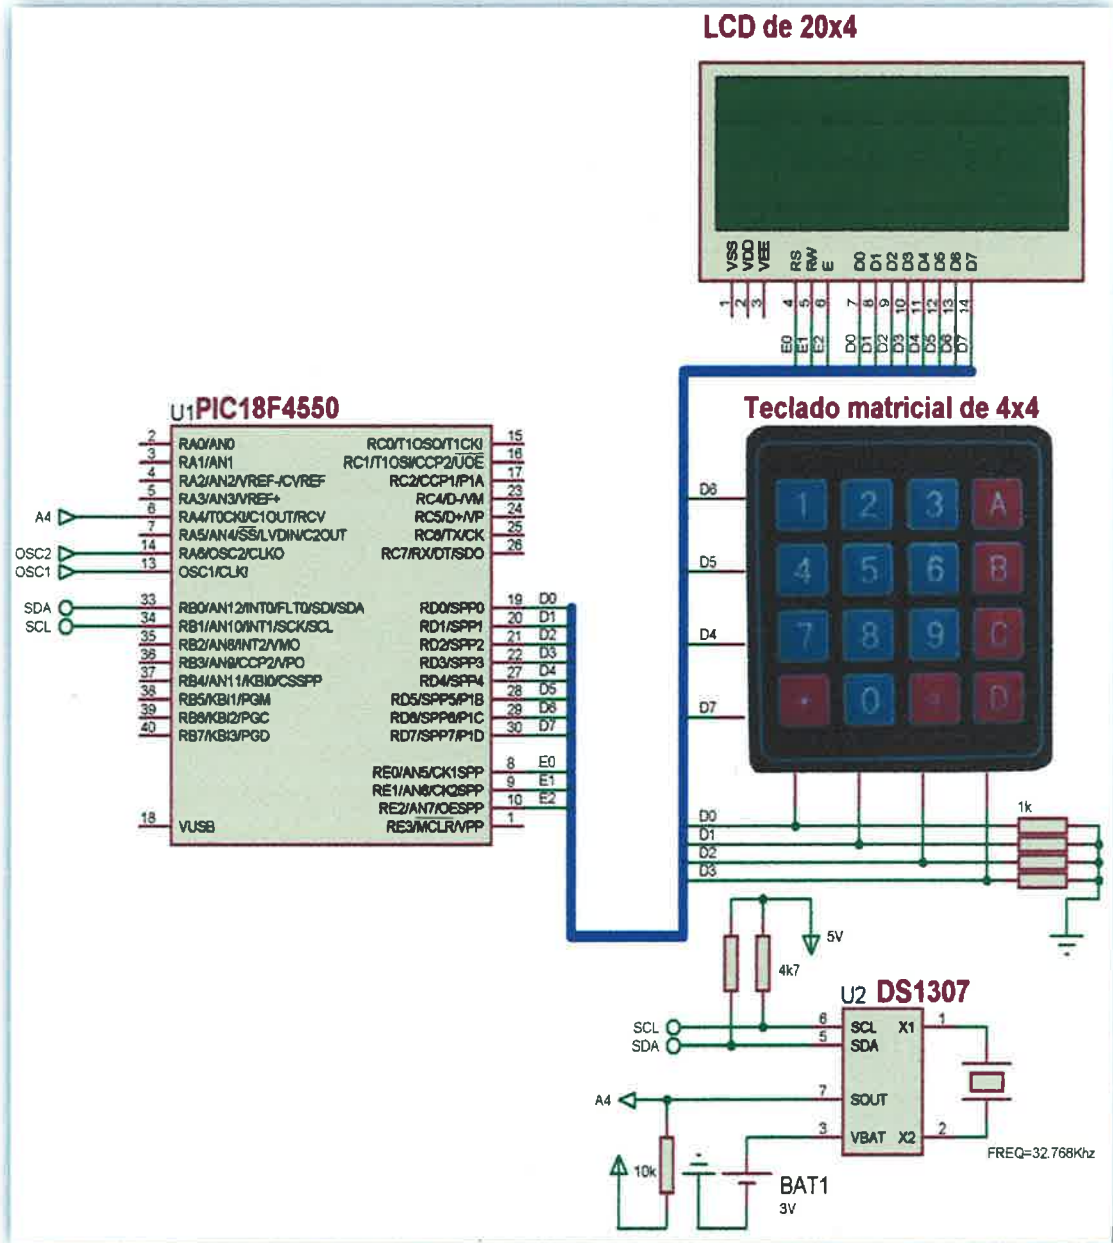 LCD de 20x4
VSS VDD VEE RS RW E D0 D1 D2 D3 D4 D5 D6 D7
1 2 3 4 5 6 7 8 9 10 11 12 13 14
E0 E1 E2 D0 D1 D2 D3 D4 D5 D6 D7
U1 PIC18F4550
2 RA0/AN0 RC0/T1OSO/T1CKI 15
3 RA1/AN1 RC1/T1OSI/CCP2/UOE 16
4 RA2/AN2/VREF-/CVREF RC2/CCP1/P1A 17
5 RA3/AN3/VREF+ RC4/D-/VM 23
A4 6 RA4/T0CKI/C1OUT/RCV RC5/D+/VP 24
7 RA5/AN4/SS/LVDIN/C2OUT RC6/TX/CK 25
OSC2 14 RA6/OSC2/CLKO RC7/RX/DT/SDO 26
OSC1 13 OSC1/CLKI
SDA 33 RB0/AN12/INT0/FLT0/SDI/SDA RD0/SPP0 19 D0
SCL 34 RB1/AN10/INT1/SCK/SCL RD1/SPP1 20 D1
35 RB2/AN8/INT2/VMO RD2/SPP2 21 D2
36 RB3/AN9/CCP2/VPO RD3/SPP3 22 D3
37 RB4/AN11/KBI0/CSSPP RD4/SPP4 27 D4
38 RB5/KBI1/PGM RD5/SPP5/P1B 28 D5
39 RB6/KBI2/PGC RD6/SPP6/P1C 29 D6
40 RB7/KBI3/PGD RD7/SPP7/P1D 30 D7
RE0/AN5/CK1SPP 8 E0
RE1/AN6/CK2SPP 9 E1
RE2/AN7/OESPP 10 E2
18 VUSB RE3/MCLR/VPP 1
Teclado matricial de 4x4
D6 1 2 3 A
D5 4 5 6 B
D4 7 8 9 C
D7 0 D
D0 1k
D1
D2
D3
5V
4k7
U2 DS1307
SCL 6 SCL X1 1
SDA 5 SDA
A4 7 SOUT
3 VBAT X2 2
FREQ=32.768Khz
10k
BAT1
3V